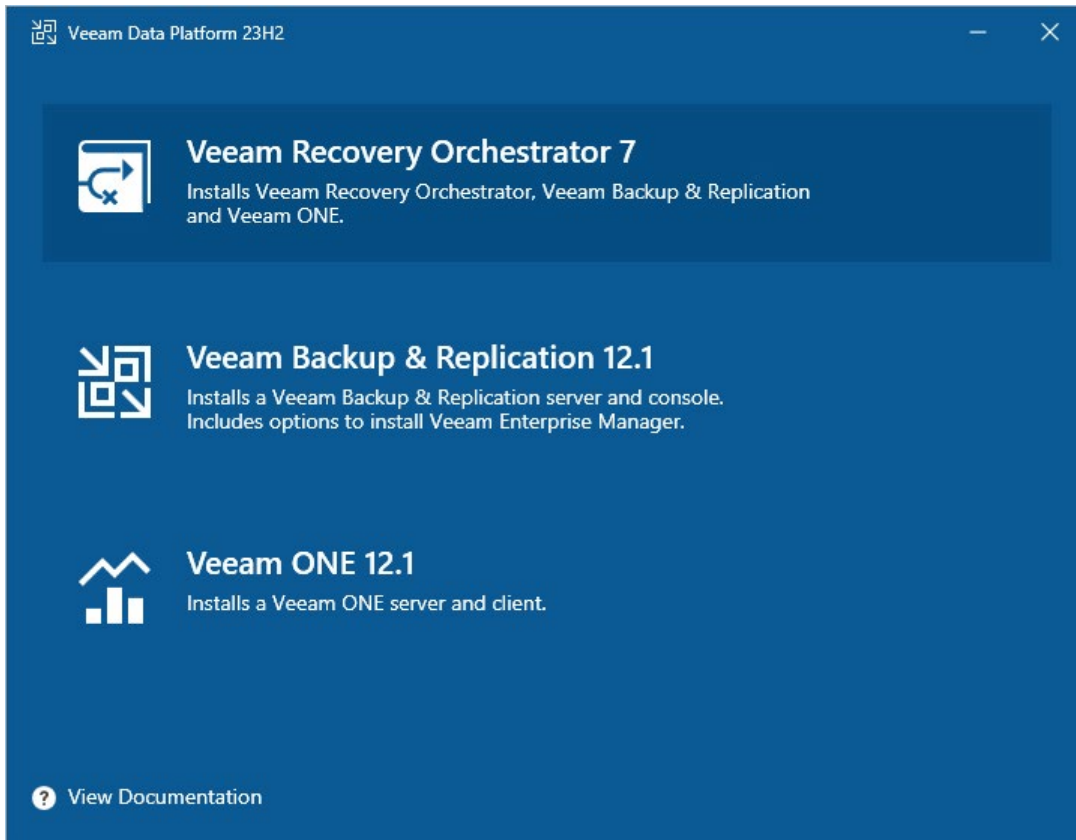 Veeam Data Platform 23H2
Veeam Recovery Orchestrator 7
Installs Veeam Recovery Orchestrator, Veeam Backup & Replication
and Veeam ONE.
Veeam Backup & Replication 12.1
Installs a Veeam Backup & Replication server and console.
Includes options to install Veeam Enterprise Manager.
Veeam ONE 12.1
Installs a Veeam ONE server and client.
? View Documentation